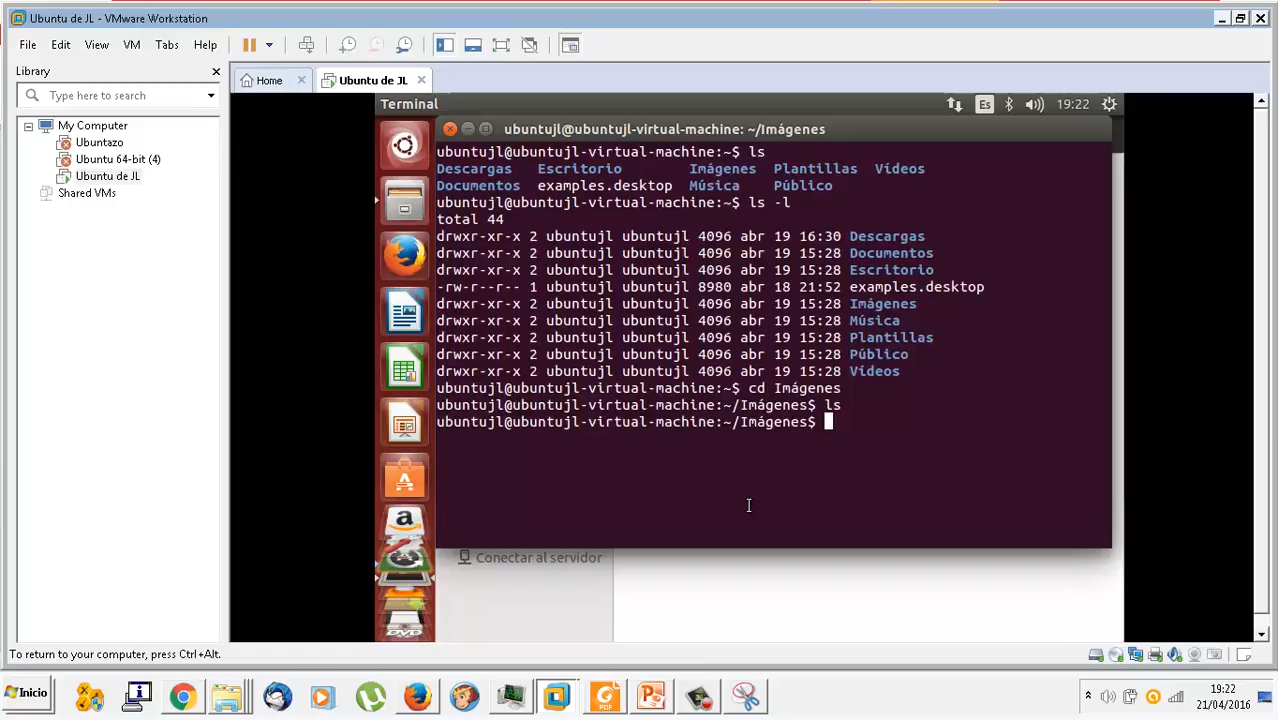 Ubuntu de JL - VMware Workstation
File Edit View VM Tabs Help
Library
Type here to search
My Computer
Ubuntazo
Ubuntu 64-bit (4)
Ubuntu de JL
Shared VMs
Home
Ubuntu de JL
Terminal
Es
19:22
ubuntujl@ubuntujl-virtual-machine: ~/Imágenes
ubuntujl@ubuntujl-virtual-machine:~$ ls
Descargas Escritorio Imágenes Plantillas Vídeos
Documentos examples.desktop Música Público
ubuntujl@ubuntujl-virtual-machine:~$ ls -l
total 44
drwxr-xr-x 2 ubuntujl ubuntujl 4096 abr 19 16:30 Descargas
drwxr-xr-x 2 ubuntujl ubuntujl 4096 abr 19 15:28 Documentos
drwxr-xr-x 2 ubuntujl ubuntujl 4096 abr 19 15:28 Escritorio
-rw-r--r-- 1 ubuntujl ubuntujl 8980 abr 18 21:52 examples.desktop
drwxr-xr-x 2 ubuntujl ubuntujl 4096 abr 19 15:28 Imágenes
drwxr-xr-x 2 ubuntujl ubuntujl 4096 abr 19 15:28 Música
drwxr-xr-x 2 ubuntujl ubuntujl 4096 abr 19 15:28 Plantillas
drwxr-xr-x 2 ubuntujl ubuntujl 4096 abr 19 15:28 Público
drwxr-xr-x 2 ubuntujl ubuntujl 4096 abr 19 15:28 Vídeos
ubuntujl@ubuntujl-virtual-machine:~$ cd Imágenes
ubuntujl@ubuntujl-virtual-machine:~/Imágenes$ ls
ubuntujl@ubuntujl-virtual-machine:~/Imágenes$
Conectar al servidor
DVD
To return to your computer, press Ctrl+Alt.
Inicio
PDF
19:22
21/04/2016